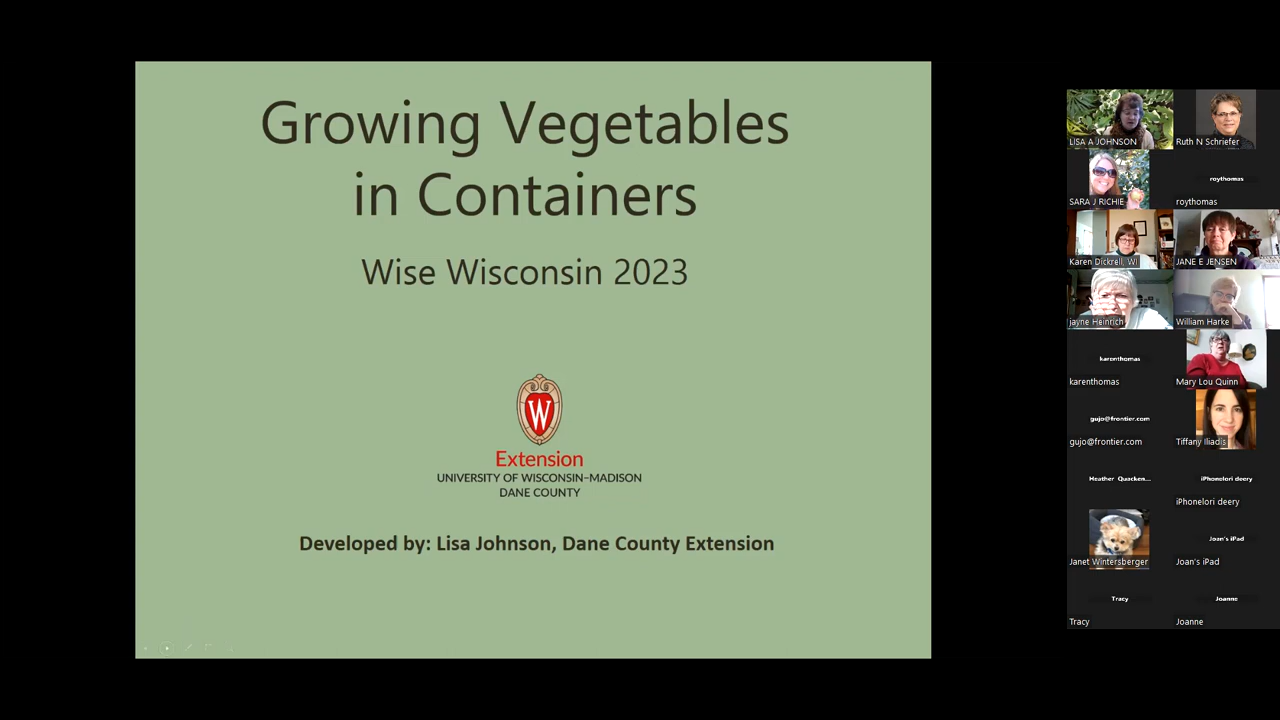 Growing Vegetables
in Containers
Wise Wisconsin 2023
W
Extension
UNIVERSITY OF WISCONSIN–MADISON
DANE COUNTY
Developed by: Lisa Johnson, Dane County Extension
LISA A JOHNSON
Ruth N Schriefer
SARA J RICHIE
roythomas
roythomas
Karen Dickrell, WI
JANE E JENSEN
jayne Heinrich
William Harke
karenthomas
karenthomas
Mary Lou Quinn
gujo@frontier.com
gujo@frontier.com
Tiffany Iliadis
Heather Quacken...
iPhonelori deery
iPhonelori deery
Janet Wintersberger
Joan's iPad
Joan's iPad
Tracy
Tracy
Joanne
Joanne